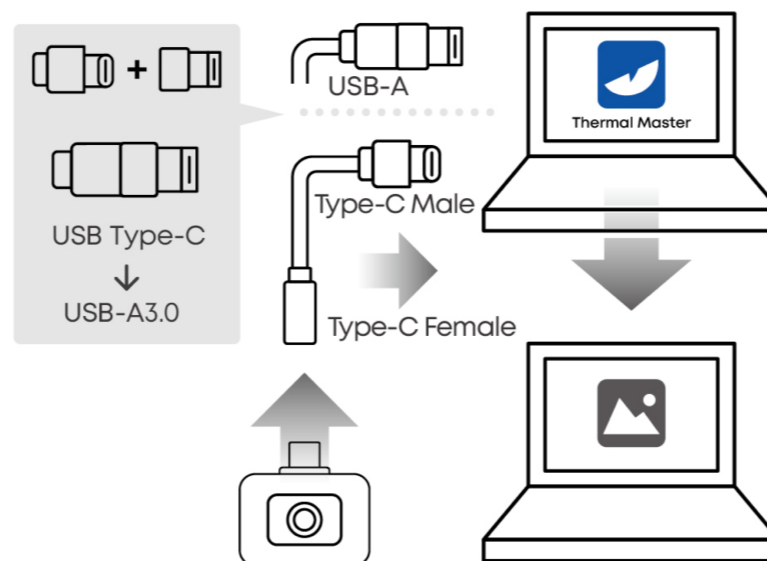 +
USB-A
Thermal Master
Type-C Male
USB Type-C
↓
USB-A3.0
Type-C Female